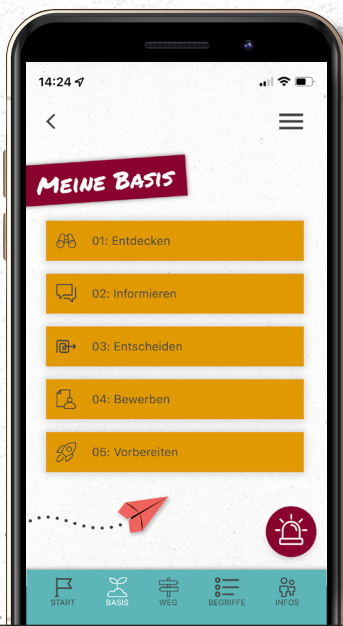 14:24
MEINE BASIS
01: Entdecken
02: Informieren
03: Entscheiden
04: Bewerben
05: Vorbereiten
START BASIS WEG BEGRIFFE INFOS